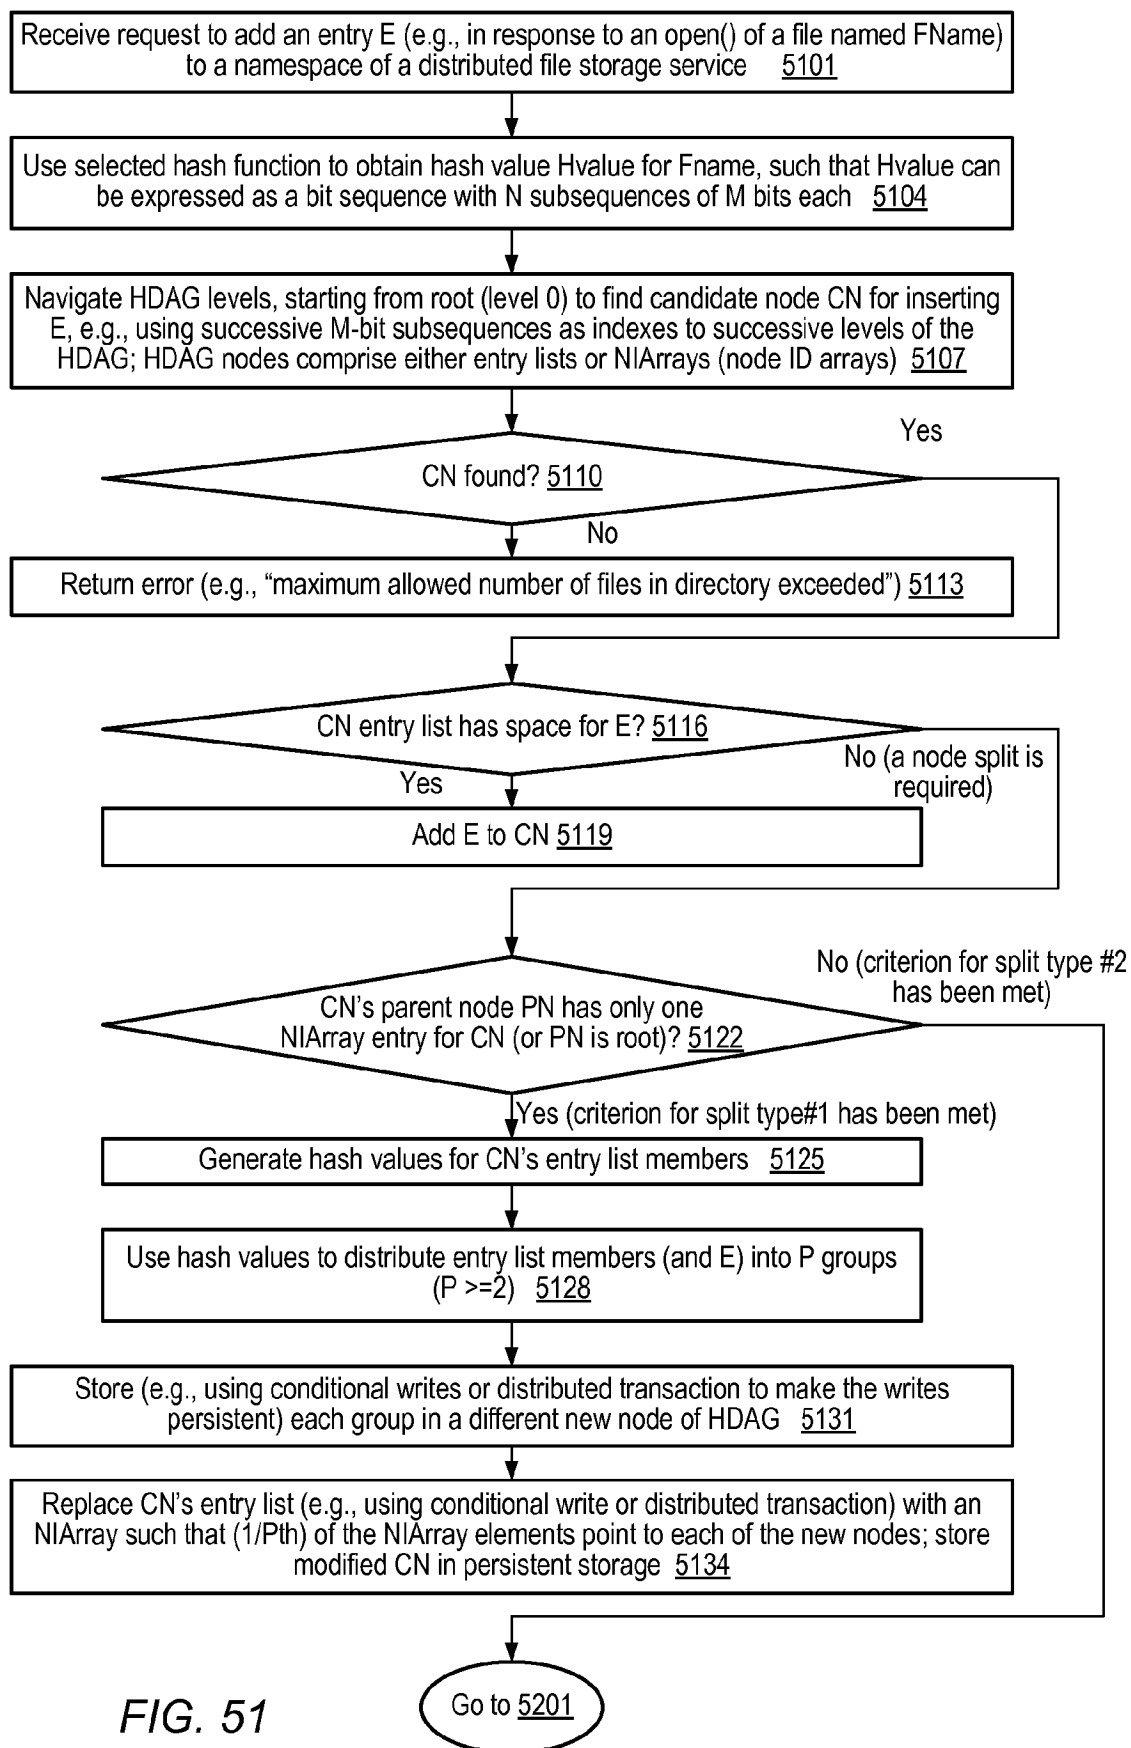 Receive request to add an entry E (e.g., in response to an open() of a file named FName)
to a namespace of a distributed file storage service 5101
Use selected hash function to obtain hash value Hvalue for Fname, such that Hvalue can
be expressed as a bit sequence with N subsequences of M bits each 5104
Navigate HDAG levels, starting from root (level 0) to find candidate node CN for inserting
E, e.g., using successive M-bit subsequences as indexes to successive levels of the
HDAG; HDAG nodes comprise either entry lists or NIArrays (node ID arrays) 5107
Yes
CN found? 5110
No
Return error (e.g., “maximum allowed number of files in directory exceeded”) 5113
CN entry list has space for E? 5116
No (a node split is
required)
Yes
Add E to CN 5119
No (criterion for split type #2
has been met)
CN’s parent node PN has only one
NIArray entry for CN (or PN is root)? 5122
Yes (criterion for split type#1 has been met)
Generate hash values for CN’s entry list members 5125
Use hash values to distribute entry list members (and E) into P groups
(P >=2) 5128
Store (e.g., using conditional writes or distributed transaction to make the writes
persistent) each group in a different new node of HDAG 5131
Replace CN’s entry list (e.g., using conditional write or distributed transaction) with an
NIArray such that (1/Pth) of the NIArray elements point to each of the new nodes; store
modified CN in persistent storage 5134
Go to 5201
FIG. 51